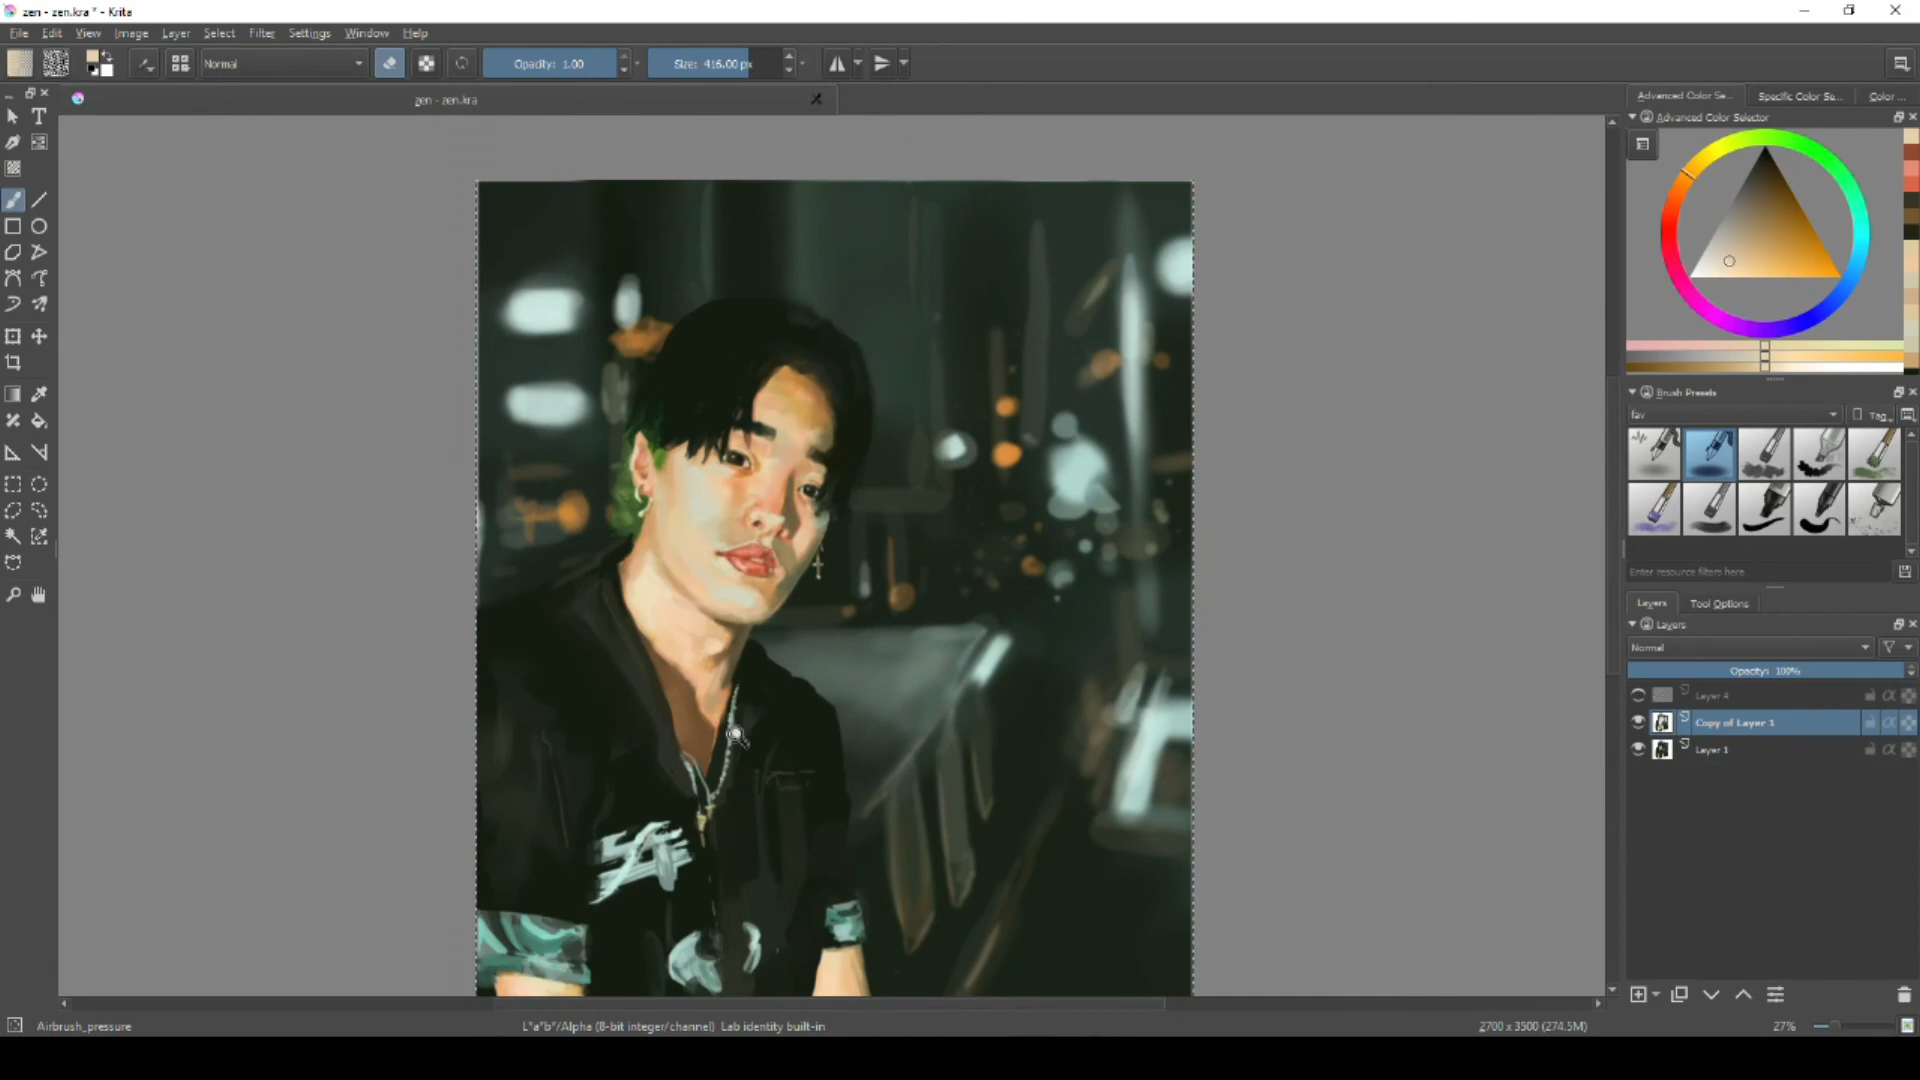 zen - zen.kra * - Krita
File Edit View Image Layer Select Filter Settings Window Help
Normal
Opacity: 1.00
Size: 416.00 px
zen - zen.kra
Advanced Color Se...
Specific Color Se...
Color ...
Advanced Color Selector
Brush Presets
fav
Tag
Enter resource filters here
Layers
Tool Options
Layers
Normal
Opacity: 100%
Layer 4
Copy of Layer 1
Layer 1
Airbrush_pressure
L*a*b*/Alpha (8-bit integer/channel) Lab identity built-in
2700 x 3500 (274.5M)
27%